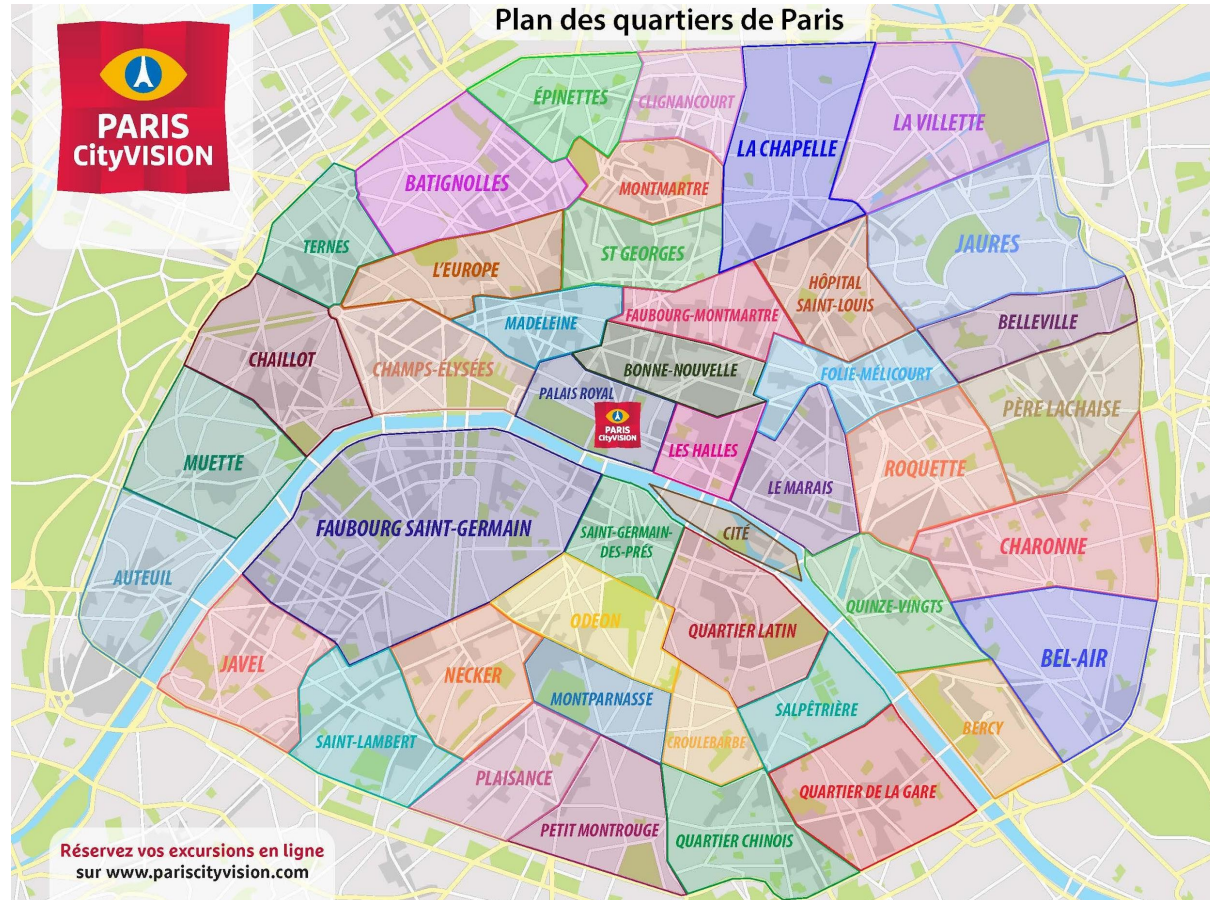 Plan des quartiers de Paris
PARIS
CityVISION
ÉPINETTES
CLIGNANCOURT
LA CHAPELLE
LA VILLETTE
BATIGNOLLES
MONTMARTRE
TERNES
L'EUROPE
ST GEORGES
JAURES
HÔPITAL
SAINT-LOUIS
MADELEINE
FAUBOURG-MONTMARTRE
BELLEVILLE
CHAILLOT
CHAMPS-ÉLYSÉES
BONNE-NOUVELLE
FOLIE-MÉLICOURT
PALAIS ROYAL
PARIS
CityVISION
PÈRE LACHAISE
MUETTE
LES HALLES
LE MARAIS
ROQUETTE
FAUBOURG SAINT-GERMAIN
SAINT-GERMAIN-
DES-PRÉS
CITÉ
CHARONNE
AUTEUIL
QUINZE-VINGTS
ODEON
QUARTIER LATIN
BEL-AIR
JAVEL
NECKER
MONTPARNASSE
SALPÊTRIÈRE
BERCY
SAINT-LAMBERT
CROULEBARBE
PLAISANCE
QUARTIER DE LA GARE
PETIT MONTROUGE
QUARTIER CHINOIS
Réservez vos excursions en ligne
sur www.pariscityvision.com